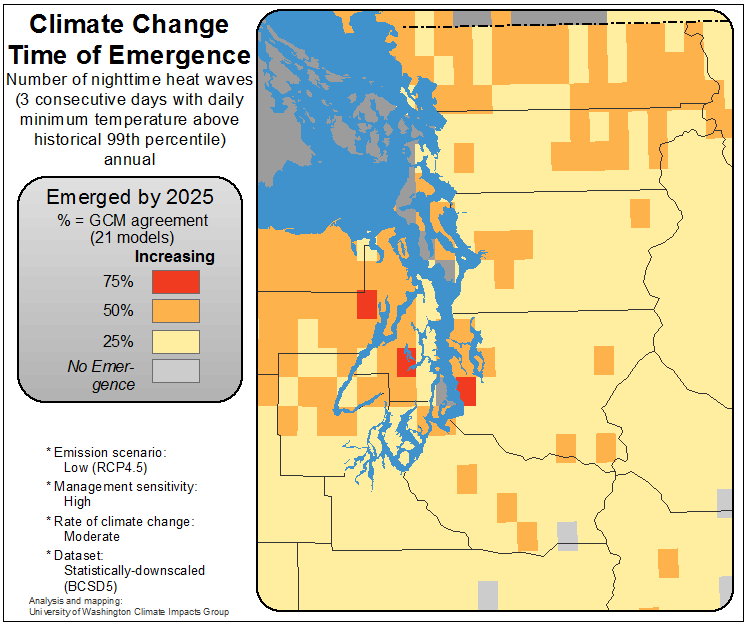 Climate Change
Time of Emergence
Number of nighttime heat waves
(3 consecutive days with daily
minimum temperature above
historical 99th percentile)
annual
Emerged by 2025
% = GCM agreement
(21 models)
Increasing
75%
50%
25%
No Emer-
gence
* Emission scenario:
Low (RCP4.5)
* Management sensitivity:
High
* Rate of climate change:
Moderate
* Dataset:
Statistically-downscaled
(BCSD5)
Analysis and mapping:
University of Washington Climate Impacts Group